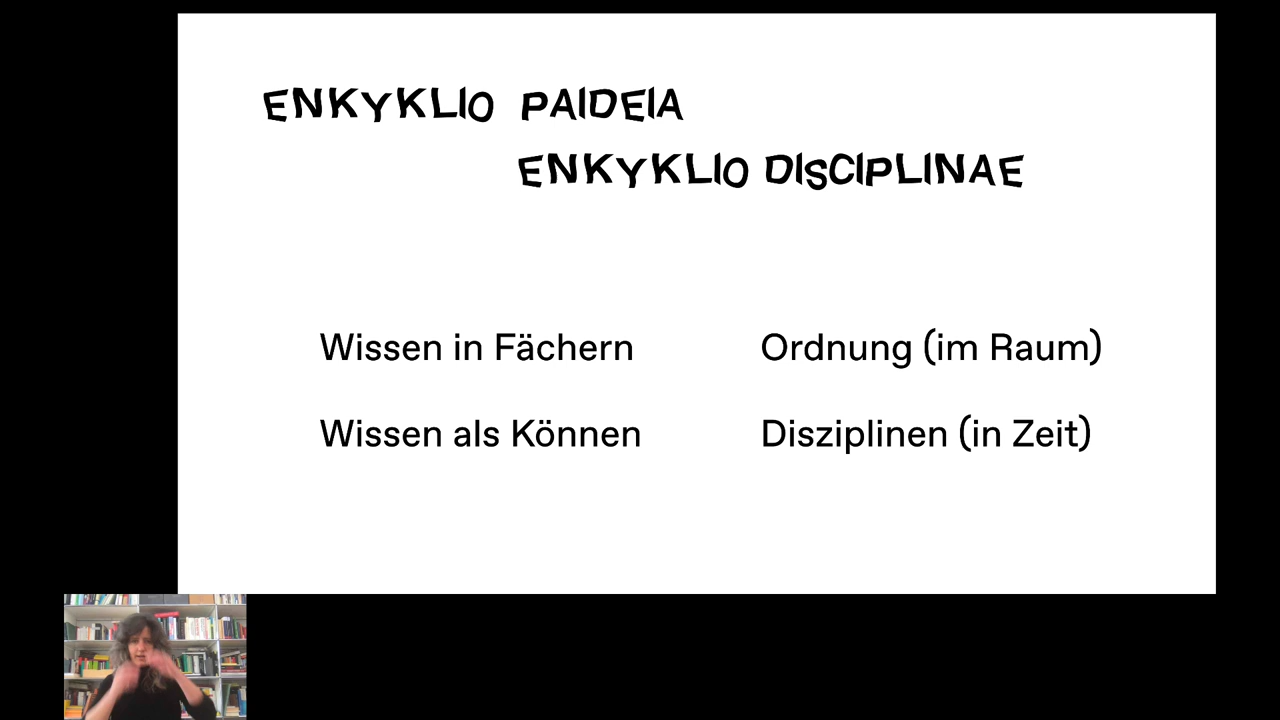 ENKYKLIO PAIDEIA
ENKYKLIO DISCIPLINAE
Wissen in Fächern Ordnung (im Raum)
Wissen als Können Disziplinen (in Zeit)